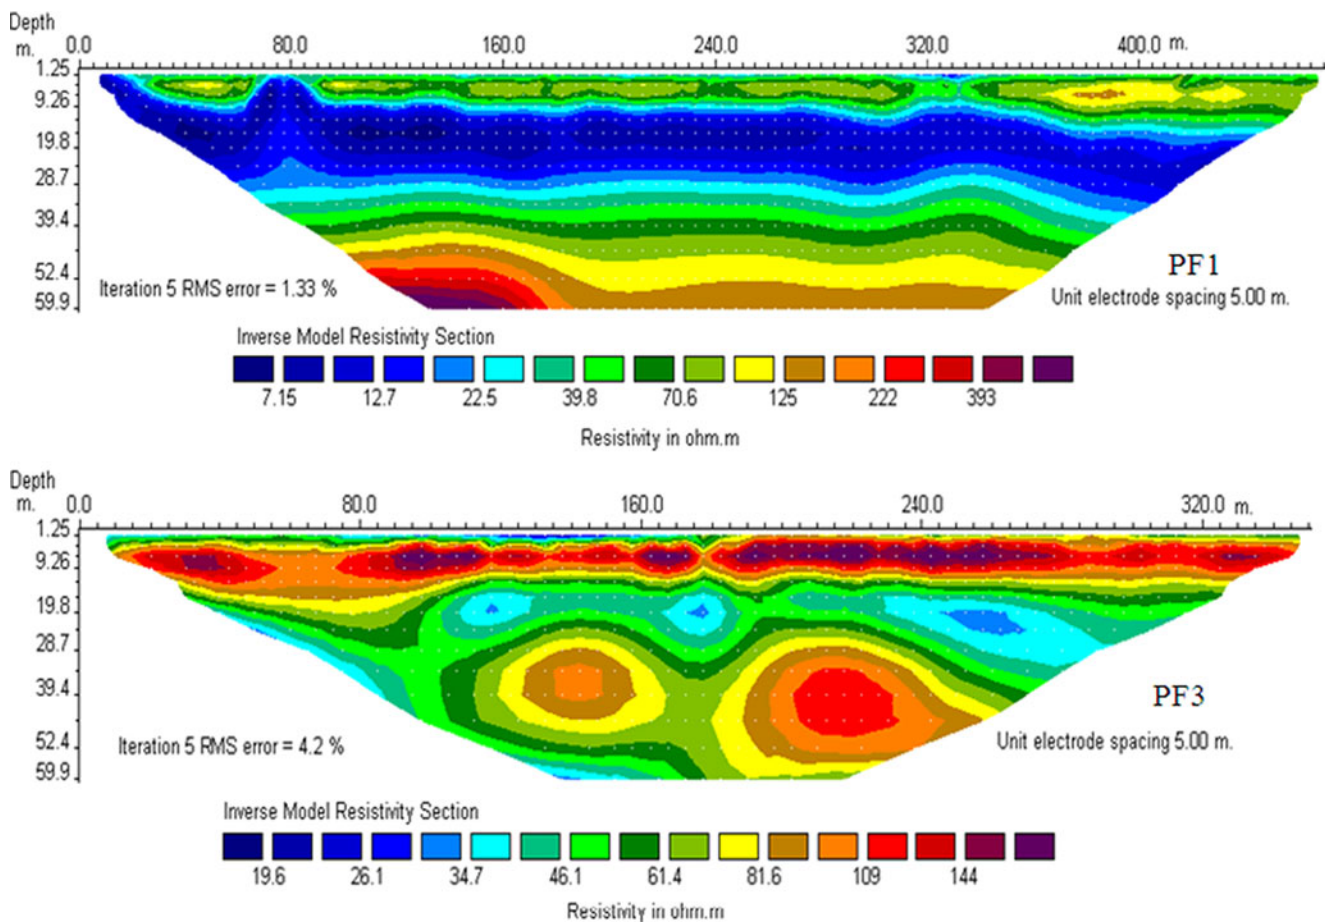 Depth
m. 0.0 80.0 160.0 240.0 320.0 400.0 m.
1.25
9.26
19.8
28.7
39.4
52.4
59.9
PF1
Iteration 5 RMS error = 1.33 %
Unit electrode spacing 5.00 m.
Inverse Model Resistivity Section
7.15 12.7 22.5 39.8 70.6 125 222 393
Resistivity in ohm.m
Depth
m. 0.0 80.0 160.0 240.0 320.0 m.
1.25
9.26
19.8
28.7
39.4
52.4
59.9
PF3
Iteration 5 RMS error = 4.2 %
Unit electrode spacing 5.00 m.
Inverse Model Resistivity Section
19.6 26.1 34.7 46.1 61.4 81.6 109 144
Resistivity in ohm.m